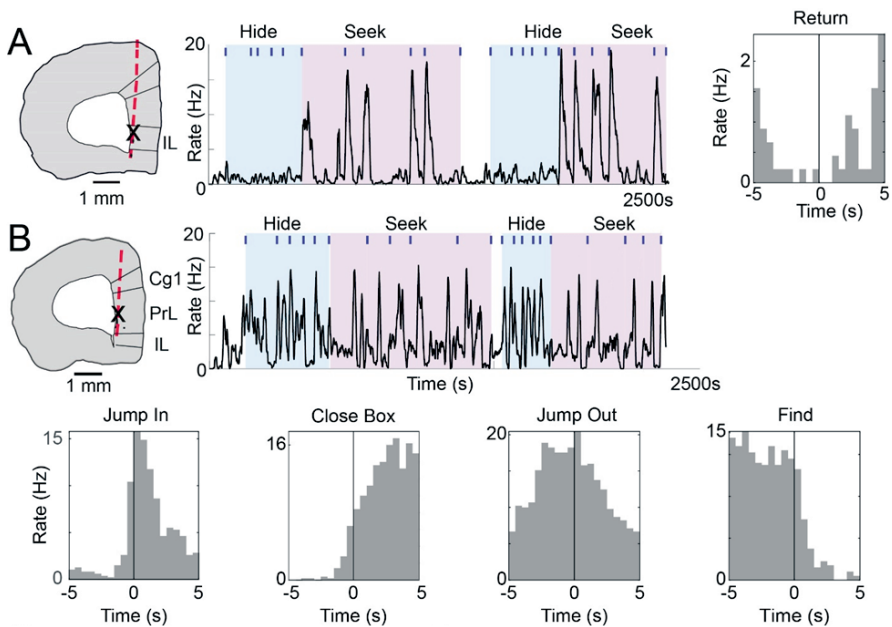 A
Hide Seek Hide Seek
Return
20
Rate (Hz)
10
0
2500s
X
IL
1 mm
2
Rate (Hz)
1
0
-5 0 5
Time (s)
B
Hide Seek Hide Seek
20
Rate (Hz)
10
0
Time (s) 2500s
Cg1
X PrL
IL
1 mm
Jump In Close Box Jump Out Find
15
Rate (Hz)
0
-5 0 5
Time (s)
16
0
-5 0 5
Time (s)
20
0
-5 0 5
Time (s)
15
0
-5 0 5
Time (s)